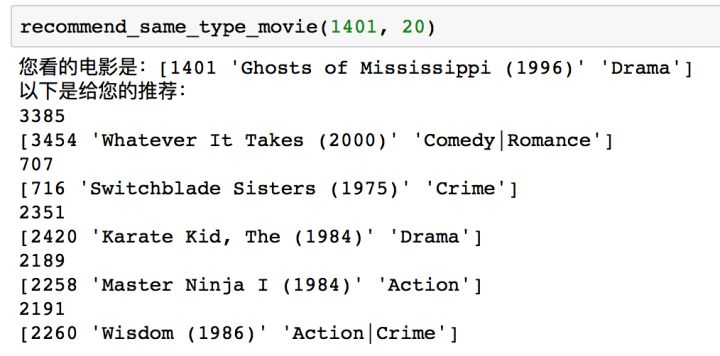 recommend_same_type_movie(1401, 20)
您看的电影是：[1401 'Ghosts of Mississippi (1996)' 'Drama']
以下是给您的推荐：
3385
[3454 'Whatever It Takes (2000)' 'Comedy|Romance']
707
[716 'Switchblade Sisters (1975)' 'Crime']
2351
[2420 'Karate Kid, The (1984)' 'Drama']
2189
[2258 'Master Ninja I (1984)' 'Action']
2191
[2260 'Wisdom (1986)' 'Action|Crime']